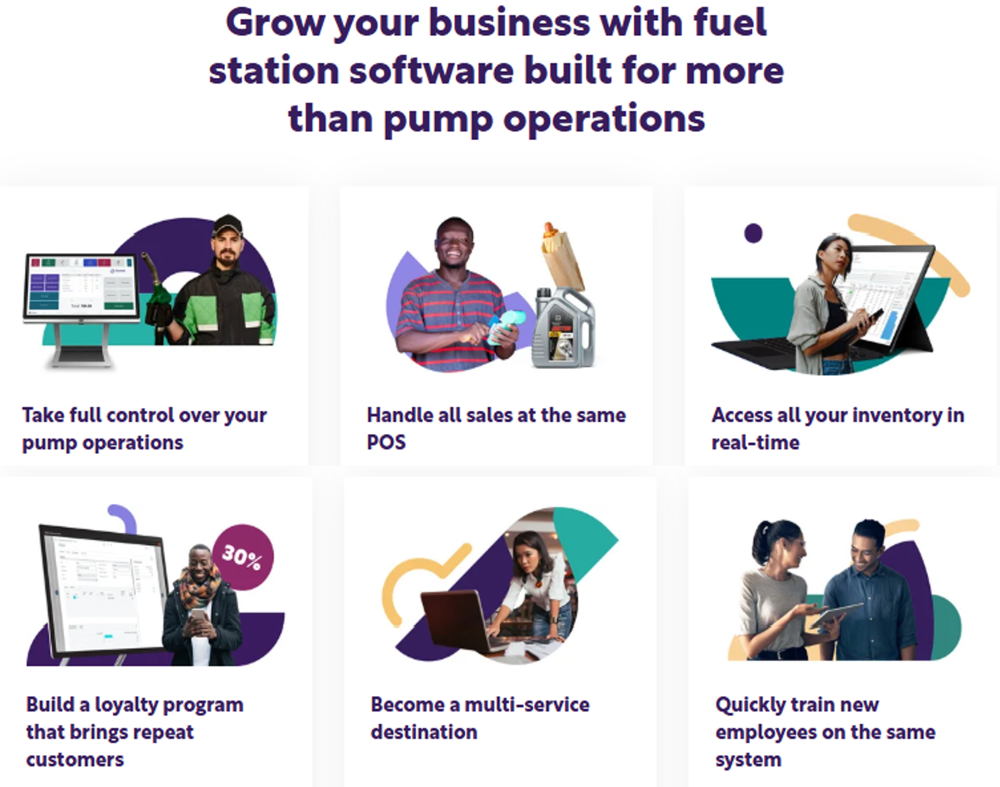 Grow your business with fuel
station software built for more
than pump operations
Take full control over your
pump operations
Handle all sales at the same
POS
Access all your inventory in
real-time
30%
Build a loyalty program
that brings repeat
customers
Become a multi-service
destination
Quickly train new
employees on the same
system